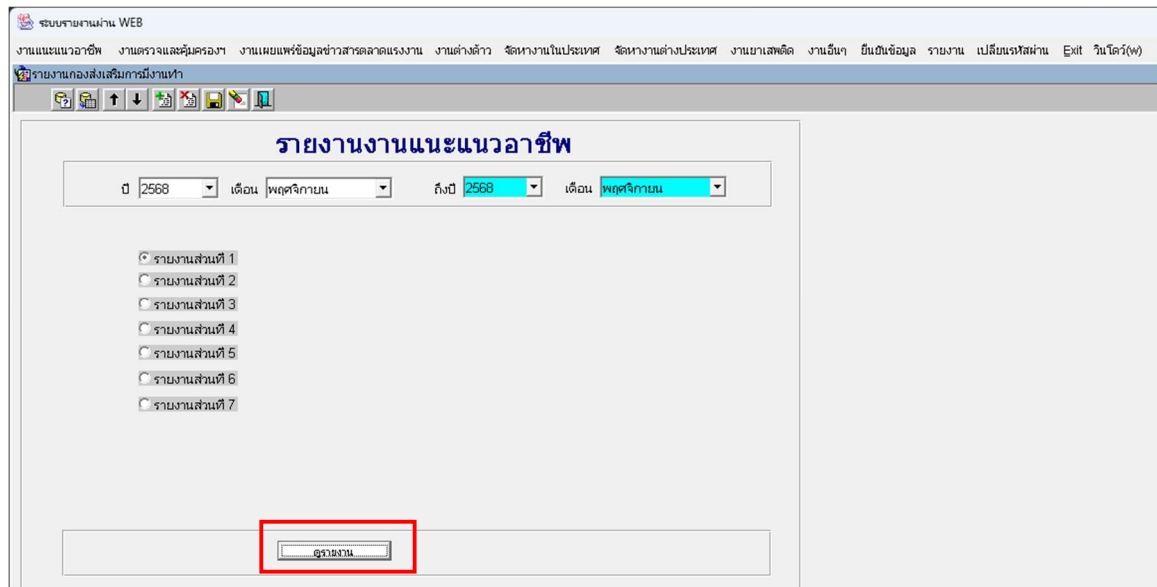 ระบบรายงานผ่าน WEB
งานแนะแนวอาชีพ งานตรวจและคุ้มครองฯ งานเผยแพร่ข้อมูลข่าวสารตลาดแรงงาน งานต่างด้าว จัดหางานในประเทศ จัดหางานต่างประเทศ งานยาเสพติด งานอื่นๆ ยืนยันข้อมูล รายงาน เปลี่ยนรหัสผ่าน Exit วินโดว์(w)
รายงานกองส่งเสริมการมีงานทำ
รายงานงานแนะแนวอาชีพ
ปี 2568 เดือน พฤศจิกายน ถึงปี 2568 เดือน พฤศจิกายน
รายงานส่วนที่ 1
รายงานส่วนที่ 2
รายงานส่วนที่ 3
รายงานส่วนที่ 4
รายงานส่วนที่ 5
รายงานส่วนที่ 6
รายงานส่วนที่ 7
ดูรายงาน